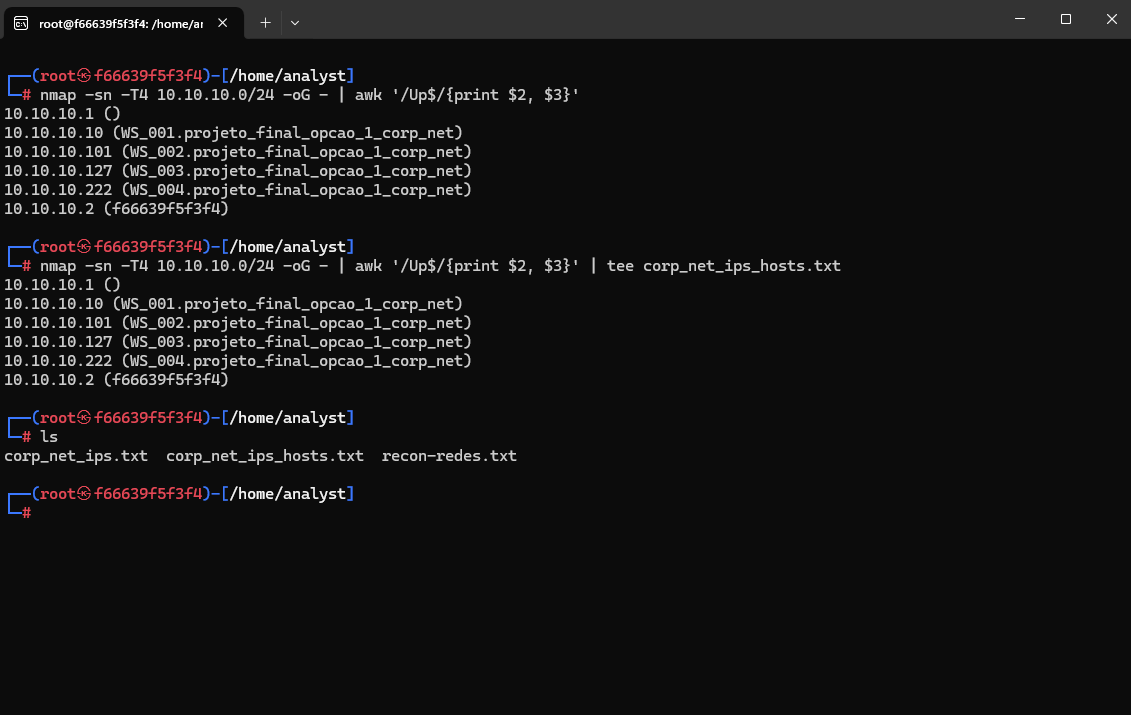 root@f66639f5f3f4: /home/ar
┌──(root㉿f66639f5f3f4)-[/home/analyst]
└─# nmap -sn -T4 10.10.10.0/24 -oG - | awk '/Up$/{print $2, $3}'
10.10.10.1 ()
10.10.10.10 (WS_001.projeto_final_opcao_1_corp_net)
10.10.10.101 (WS_002.projeto_final_opcao_1_corp_net)
10.10.10.127 (WS_003.projeto_final_opcao_1_corp_net)
10.10.10.222 (WS_004.projeto_final_opcao_1_corp_net)
10.10.10.2 (f66639f5f3f4)
┌──(root㉿f66639f5f3f4)-[/home/analyst]
└─# nmap -sn -T4 10.10.10.0/24 -oG - | awk '/Up$/{print $2, $3}' | tee corp_net_ips_hosts.txt
10.10.10.1 ()
10.10.10.10 (WS_001.projeto_final_opcao_1_corp_net)
10.10.10.101 (WS_002.projeto_final_opcao_1_corp_net)
10.10.10.127 (WS_003.projeto_final_opcao_1_corp_net)
10.10.10.222 (WS_004.projeto_final_opcao_1_corp_net)
10.10.10.2 (f66639f5f3f4)
┌──(root㉿f66639f5f3f4)-[/home/analyst]
└─# ls
corp_net_ips.txt  corp_net_ips_hosts.txt  recon-redes.txt
┌──(root㉿f66639f5f3f4)-[/home/analyst]
└─#